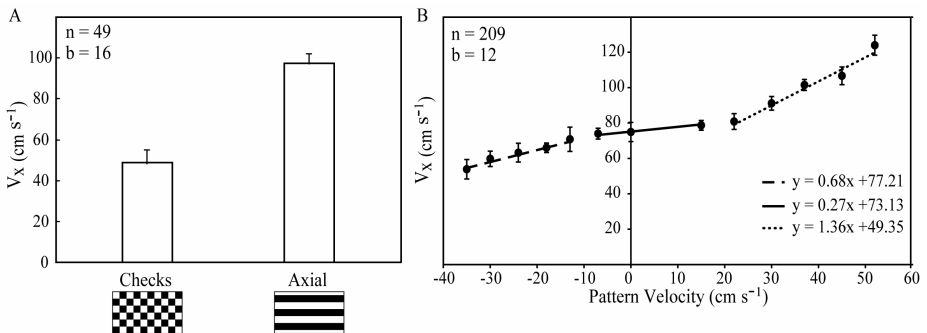 A
n = 49
b = 16
100
80
60
40
20
0
Vx (cm s⁻¹)
Checks
Axial
B
n = 209
b = 12
120
100
80
60
40
20
Vx (cm s⁻¹)
y = 0.68x +77.21
y = 0.27x +73.13
y = 1.36x +49.35
-40 -30 -20 -10 0 10 20 30 40 50 60
Pattern Velocity (cm s⁻¹)